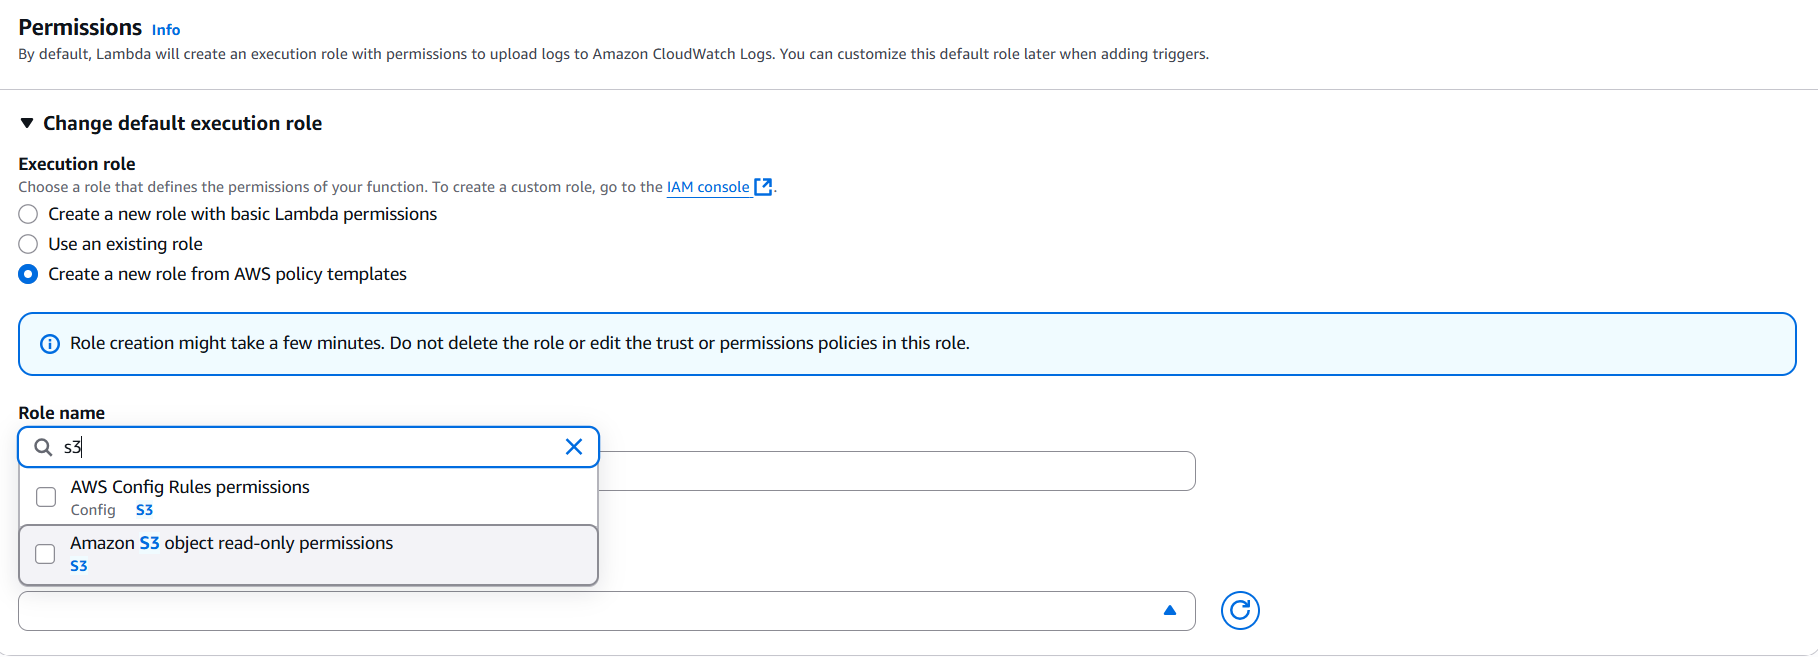 Permissions Info
By default, Lambda will create an execution role with permissions to upload logs to Amazon CloudWatch Logs. You can customize this default role later when adding triggers.
Change default execution role
Execution role
Choose a role that defines the permissions of your function. To create a custom role, go to the IAM console.
Create a new role with basic Lambda permissions
Use an existing role
Create a new role from AWS policy templates
Role creation might take a few minutes. Do not delete the role or edit the trust or permissions policies in this role.
Role name
s3
AWS Config Rules permissions
Config S3
Amazon S3 object read-only permissions
S3